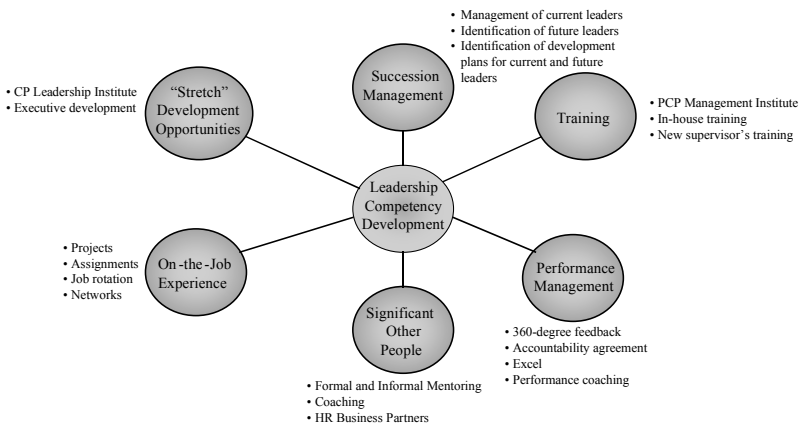 • Management of current leaders
• Identification of future leaders
• Identification of development
plans for current and future
leaders
Succession
Management
• CP Leadership Institute
• Executive development
“Stretch”
Development
Opportunities
Training
• PCP Management Institute
• In-house training
• New supervisor’s training
Leadership
Competency
Development
• Projects
• Assignments
• Job rotation
• Networks
On-the-Job
Experience
Performance
Management
• 360-degree feedback
• Accountability agreement
• Excel
• Performance coaching
Significant
Other
People
• Formal and Informal Mentoring
• Coaching
• HR Business Partners